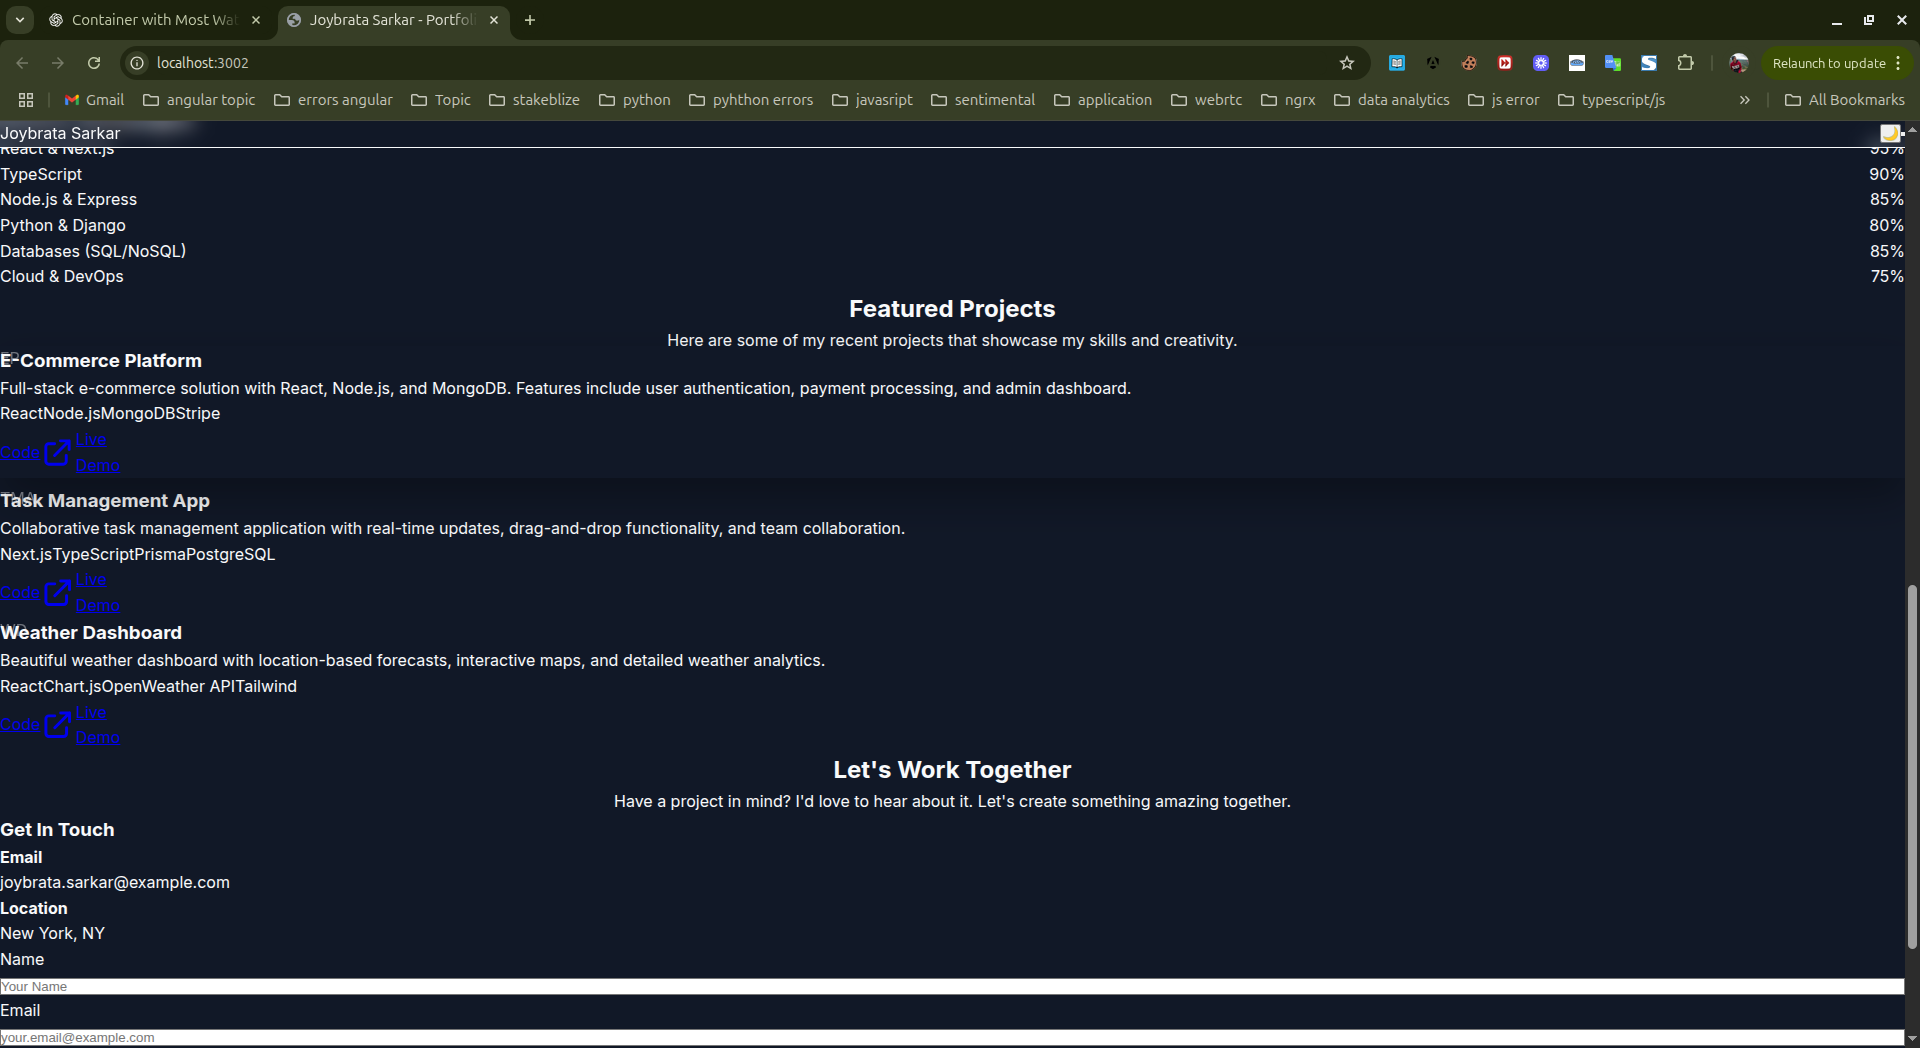 Container with Most Wat
Joybrata Sarkar - Portfoli
localhost:3002
Relaunch to update
Gmail
angular topic
errors angular
Topic
stakeblize
python
pyhthon errors
javasript
sentimental
application
webrtc
ngrx
data analytics
js error
typescript/js
All Bookmarks
Joybrata Sarkar
React & Next.js 95%
TypeScript 90%
Node.js & Express 85%
Python & Django 80%
Databases (SQL/NoSQL) 85%
Cloud & DevOps 75%
Featured Projects
Here are some of my recent projects that showcase my skills and creativity.
E-Commerce Platform
Full-stack e-commerce solution with React, Node.js, and MongoDB. Features include user authentication, payment processing, and admin dashboard.
ReactNode.jsMongoDBStripe
Code
Live
Demo
Task Management App
Collaborative task management application with real-time updates, drag-and-drop functionality, and team collaboration.
Next.jsTypeScriptPrismaPostgreSQL
Code
Live
Demo
Weather Dashboard
Beautiful weather dashboard with location-based forecasts, interactive maps, and detailed weather analytics.
ReactChart.jsOpenWeather APITailwind
Code
Live
Demo
Let's Work Together
Have a project in mind? I'd love to hear about it. Let's create something amazing together.
Get In Touch
Email
joybrata.sarkar@example.com
Location
New York, NY
Name
Your Name
Email
your.email@example.com